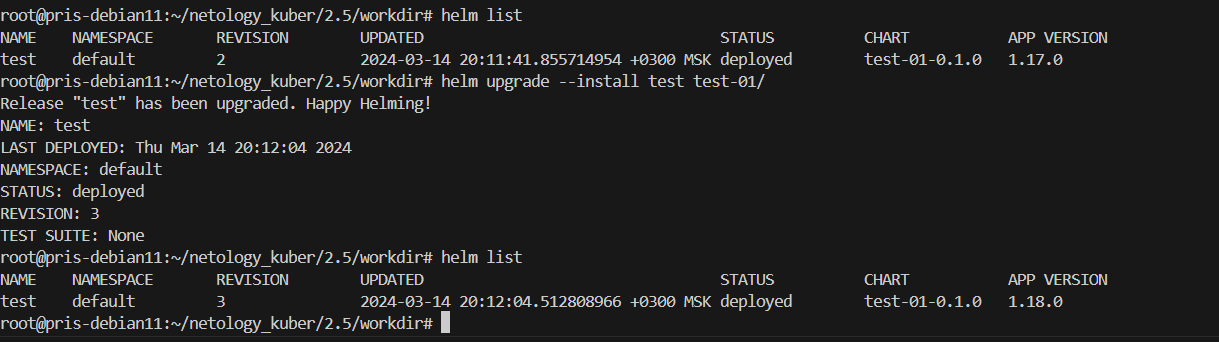 root@pris-debian11:~/netology_kuber/2.5/workdir# helm list
NAME    NAMESPACE       REVISION        UPDATED                                 STATUS          CHART           APP VERSION
test    default         2               2024-03-14 20:11:41.855714954 +0300 MSK deployed        test-01-0.1.0   1.17.0
root@pris-debian11:~/netology_kuber/2.5/workdir# helm upgrade --install test test-01/
Release "test" has been upgraded. Happy Helming!
NAME: test
LAST DEPLOYED: Thu Mar 14 20:12:04 2024
NAMESPACE: default
STATUS: deployed
REVISION: 3
TEST SUITE: None
root@pris-debian11:~/netology_kuber/2.5/workdir# helm list
NAME    NAMESPACE       REVISION        UPDATED                                 STATUS          CHART           APP VERSION
test    default         3               2024-03-14 20:12:04.512808966 +0300 MSK deployed        test-01-0.1.0   1.18.0
root@pris-debian11:~/netology_kuber/2.5/workdir#